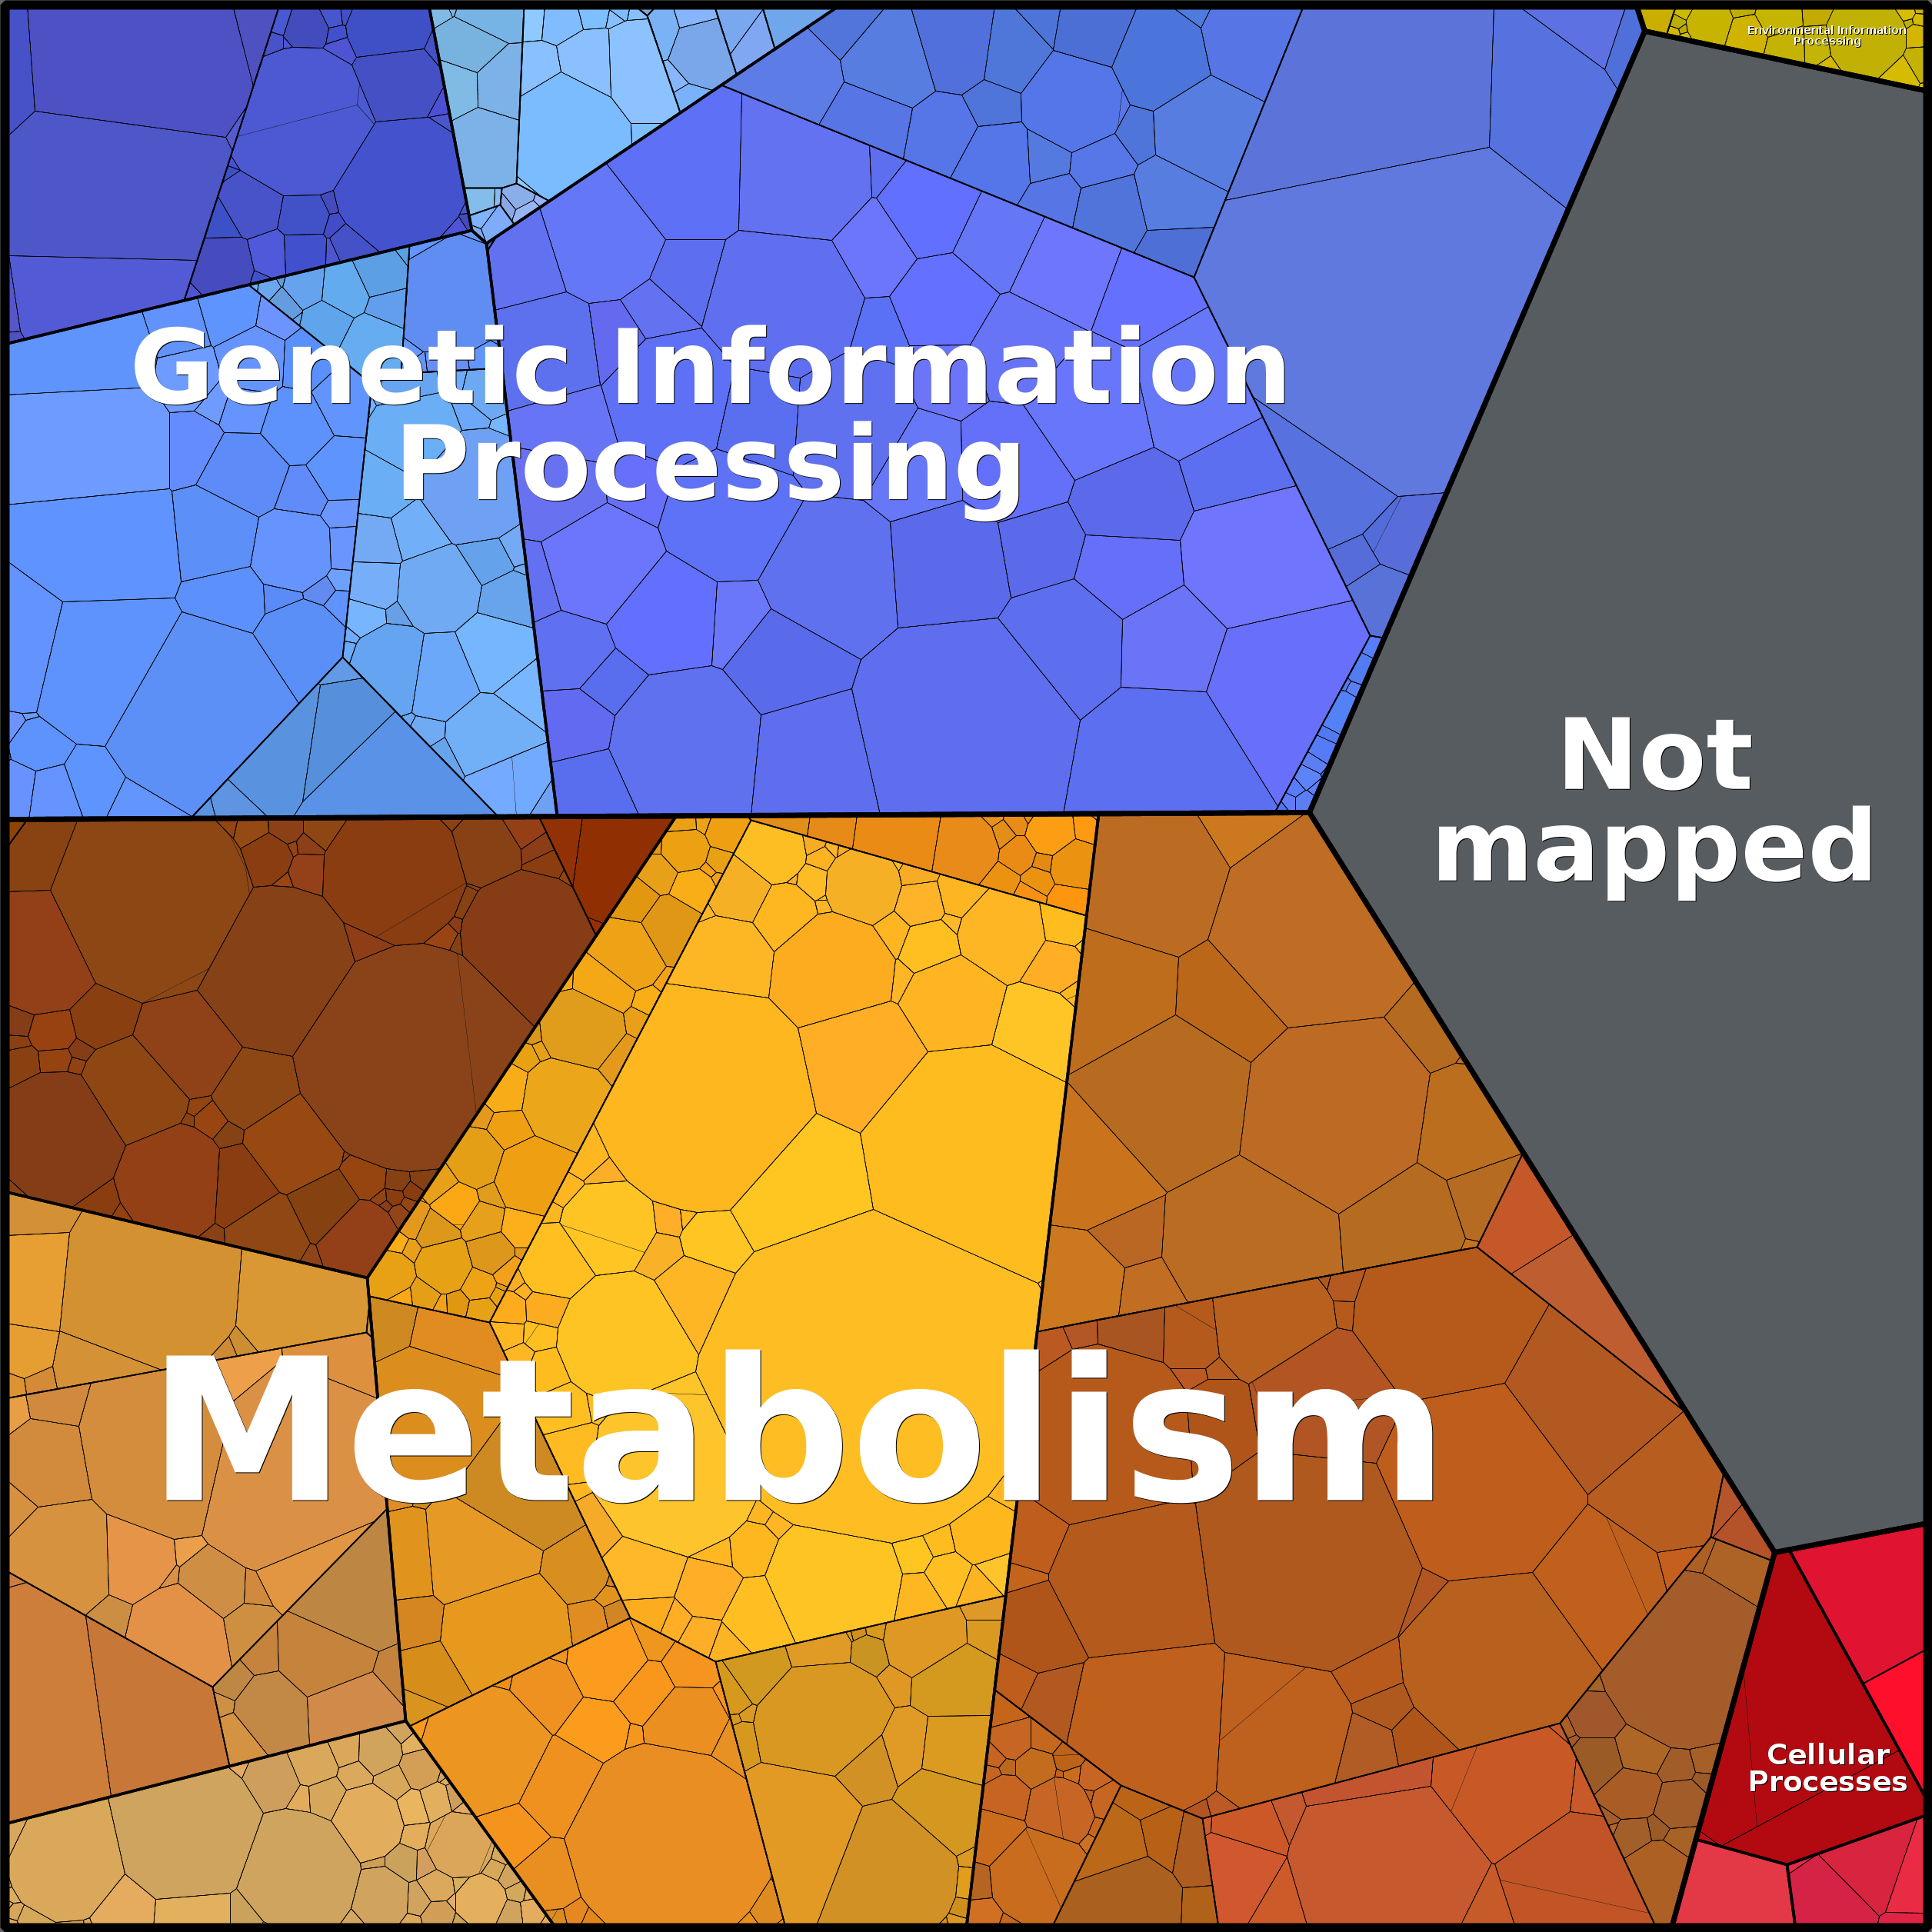 Environmental Information
Processing
Genetic Information
Processing
Not
mapped
Metabolism
Cellular
Processes